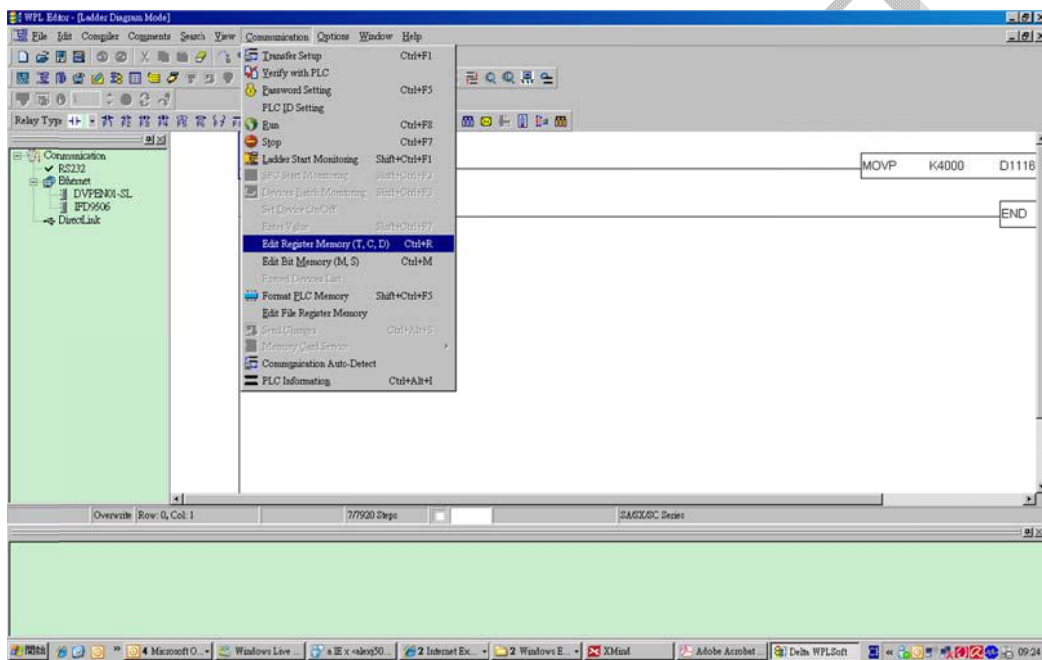 WPL Editor - [Ladder Diagram Mode]
File Edit Compiler Comments Search View Communication Options Window Help
Relay Type
Transfer Setup Ctrl+F1
Verify with PLC
Password Setting Ctrl+F5
PLC ID Setting
Run Ctrl+F8
Stop Ctrl+F7
Ladder Start Monitoring Shift+Ctrl+F1
SFC Start Monitoring Shift+Ctrl+F2
Devices Batch Monitoring Shift+Ctrl+F3
Set Device On/Off
Enter Value Shift+Ctrl+F7
Edit Register Memory (T, C, D) Ctrl+R
Edit Bit Memory (M, S) Ctrl+M
Forced Devices List
Format PLC Memory Shift+Ctrl+F5
Edit File Register Memory
Send Changes Ctrl+Alt+S
Memory Card Service
Communication Auto-Detect
PLC Information Ctrl+Alt+I
Communication
RS232
Ethernet
DVPEN01-SL
IFD9506
DirectLink
MOVP K4000 D1116
END
Overwrite Row: 0, Col: 1 7/7920 Steps SA/SX/SC Series
開始 4 Microsoft O... Windows Live ... 2 Internet Ex... 2 Windows E... XMind Adobe Acrobat ... Delta WPLSoft 09:24